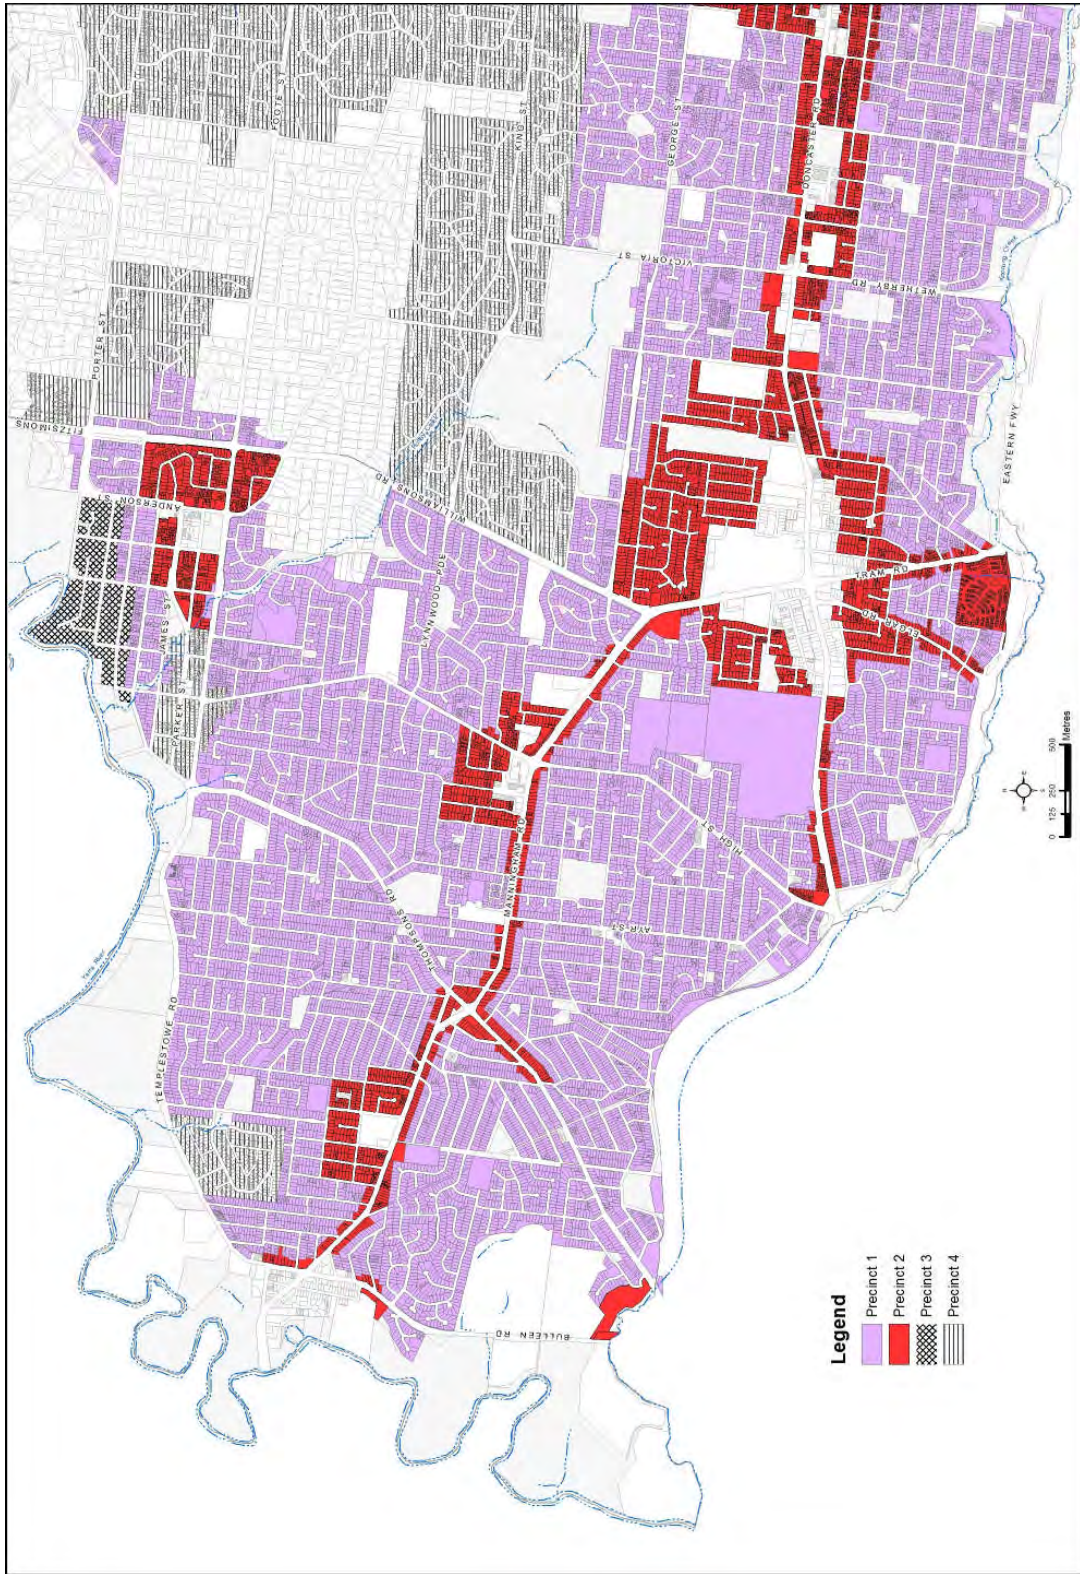 FOOTE ST
KING ST
GEORGE ST
DONCASTER RD
PORTER ST
VICTORIA ST
WETHERBY RD
FITZSIMONS
EASTERN FWY
ANDERSON ST
WILLIAMSONS RD
TRAM RD
ELGAR RD
JAMES ST
PARKER ST
LYNNWOOD PDE
MANNINGHAM RD
HIGH ST
THOMPSONS RD
AYR ST
Yarra River
TEMPLESTOWE RD
BULLEEN RD
N
E
S
W
0 125 250 500
Metres
Legend
Precinct 1
Precinct 2
Precinct 3
Precinct 4